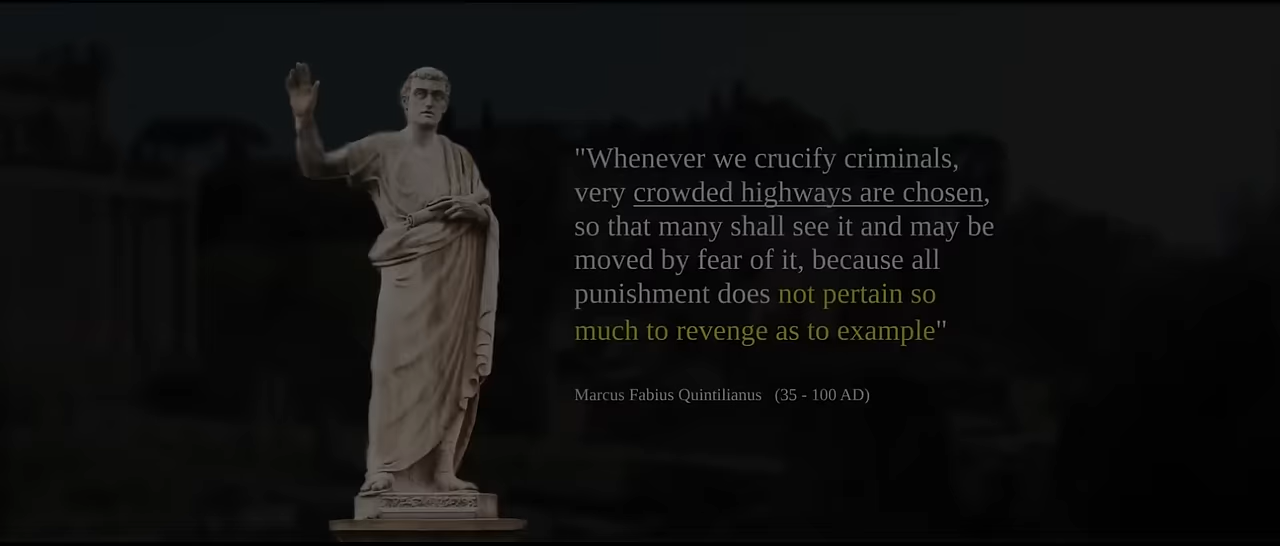 "Whenever we crucify criminals,
very crowded highways are chosen,
so that many shall see it and may be
moved by fear of it, because all
punishment does not pertain so
much to revenge as to example"
Marcus Fabius Quintilianus (35 - 100 AD)